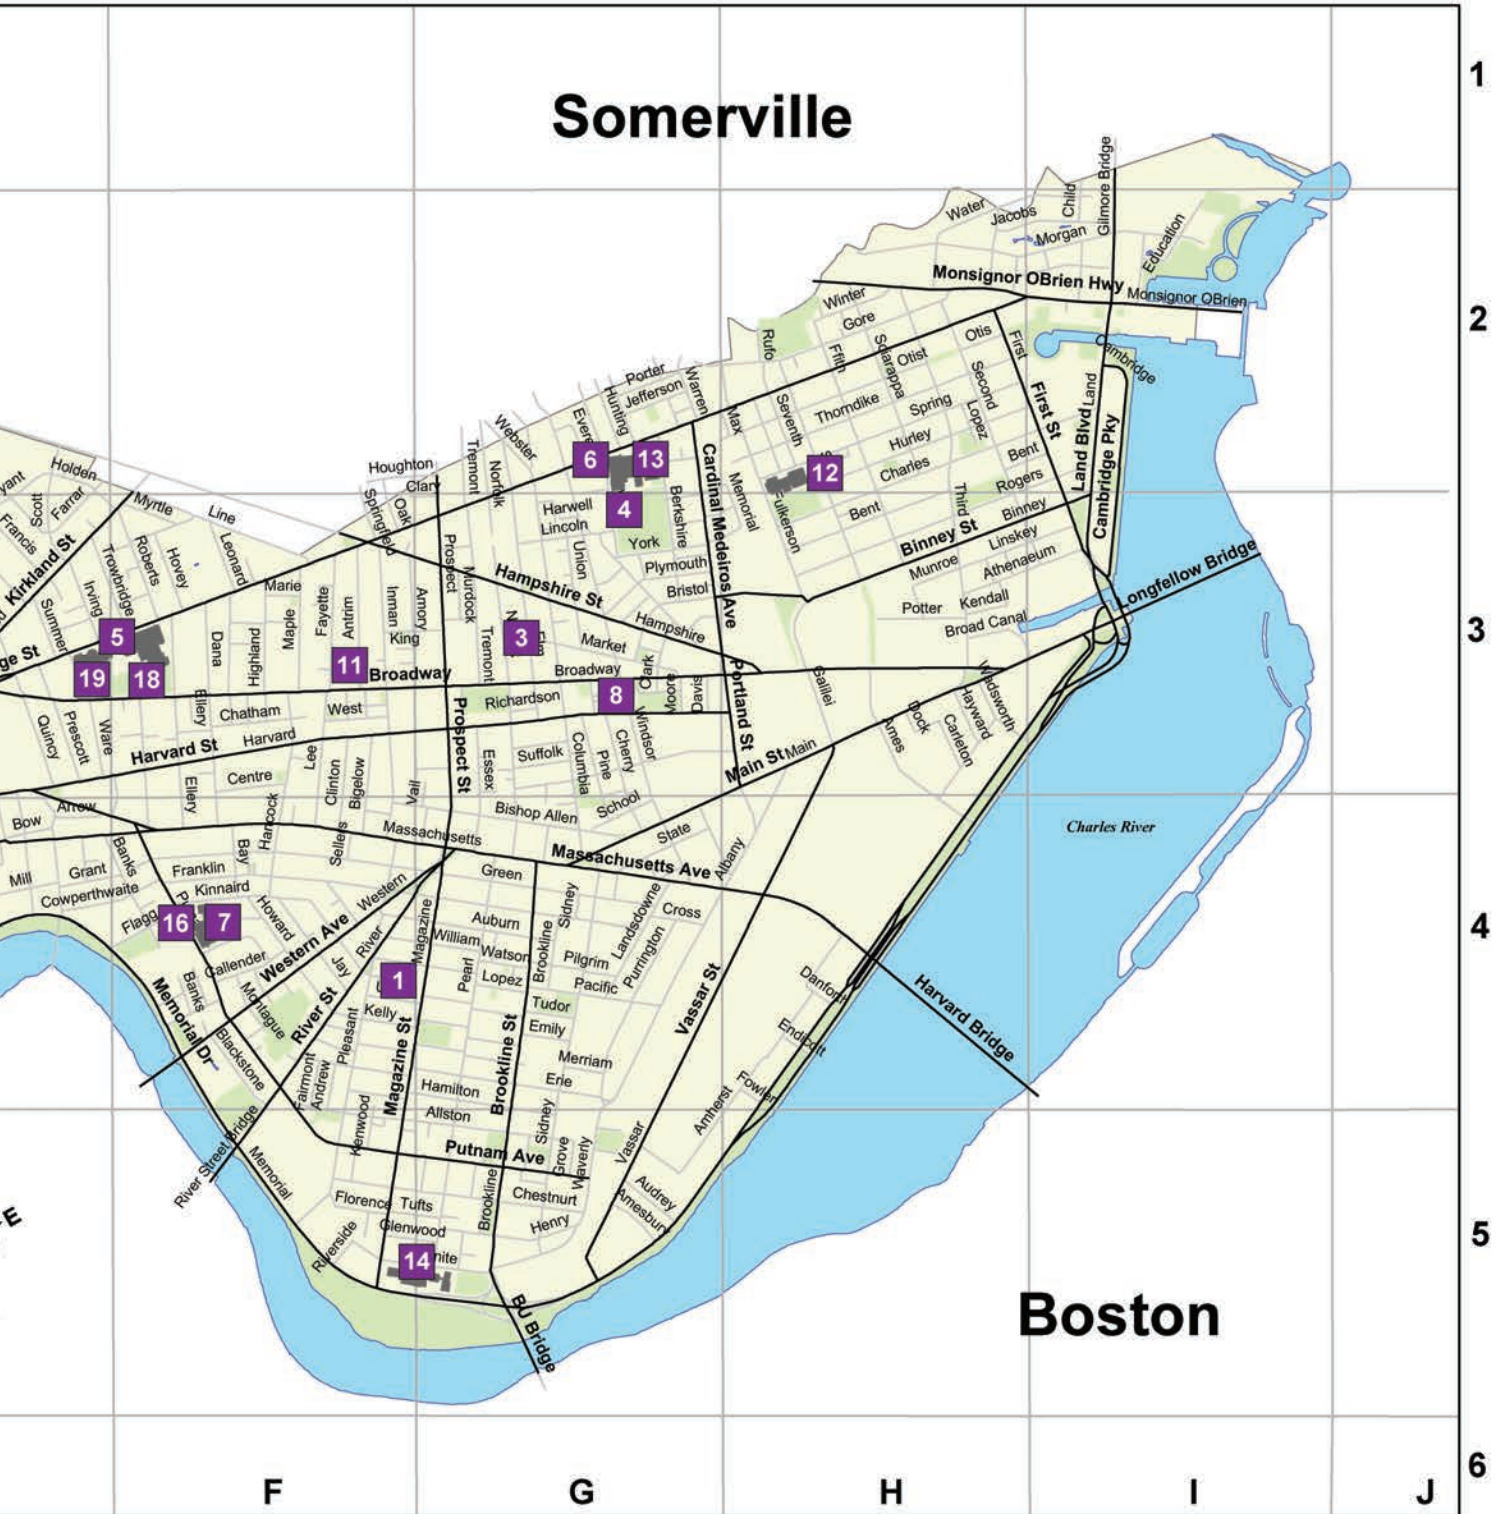 1
Somerville
Gilmore Bridge
Child
Water
Jacobs
Morgan
Education
Monsignor OBrien Hwy
Monsignor OBrien
2
Winter
Gore
Rufo
Fifth
Sciarappa
Otist
Otis
First
Cambridge
Porter
Jefferson
Warren
Hunting
Second
Land
Thorndike
Spring
Lopez
First St
Land Blvd
Cambridge Pky
Max
Seventh
Webster
Tremont
Norfolk
6
13
Hurley
Bent
Charles
12
Rogers
Holden
Houghton
Clary
Cardinal Medeiros Ave
Memorial
Scott
Farrar
Myrtle
Line
Springfield
Oak
Harwell
4
Berkshire
Third
Binney
Bent
Lincoln
Fulkerson
Binney St
Linskey
Francis
Kirkland St
York
Union
Munroe
Athenaeum
Trowbridge
Roberts
Hovey
Leonard
Prospect
Plymouth
Longfellow Bridge
Irving
Marie
Hampshire St
Bristol
Murdock
Summer
Maple
Fayette
Antrim
Inman
Amory
Kendall
Potter
Broad Canal
Hampshire
3
5
Dana
Highland
King
Tremont
3
Elm
Market
19
18
11
Broadway
Broadway
Clark
Portland St
Galilei
Wadsworth
Hayward
8
Moore
Davis
Ellery
Chatham
West
Richardson
Windsor
Quincy
Prescott
Ware
Harvard St
Harvard
Prospect St
Dock
Carleton
Ames
Lee
Essex
Suffolk
Columbia
Pine
Cherry
Main St
Main
Ellery
Centre
Clinton
Bigelow
Vail
School
Arrow
Bow
Hancock
Sellers
Bishop Allen
Massachusetts
State
Charles River
Banks
Bay
Massachusetts Ave
Albany
Mill
Grant
Franklin
Green
Cowperthwaite
Kinnaird
Western
Sidney
Landsdowne
Flagg
16
7
Howard
Magazine
Auburn
Cross
4
Western Ave
River
William
Watson
Brookline
Purrington
Callender
Jay
1
Pearl
Lopez
Pilgrim
Pacific
Vassar St
Danforth
Harvard Bridge
Memorial Dr
Banks
Montague
River St
Kelly
Tudor
Emily
Endicott
Blackstone
Pleasant
Magazine St
Brookline St
Merriam
Fairmont
Andrew
Hamilton
Erie
Fowler
Amherst
Allston
Sidney
River Street Bridge
Kenwood
Putnam Ave
Grove
Waverly
Vassar
Memorial
Brookline
Audrey
Florence
Tufts
Chestnurt
Amesbury
Glenwood
Henry
Riverside
5
14
BU Bridge
Boston
6
F
G
H
I
J